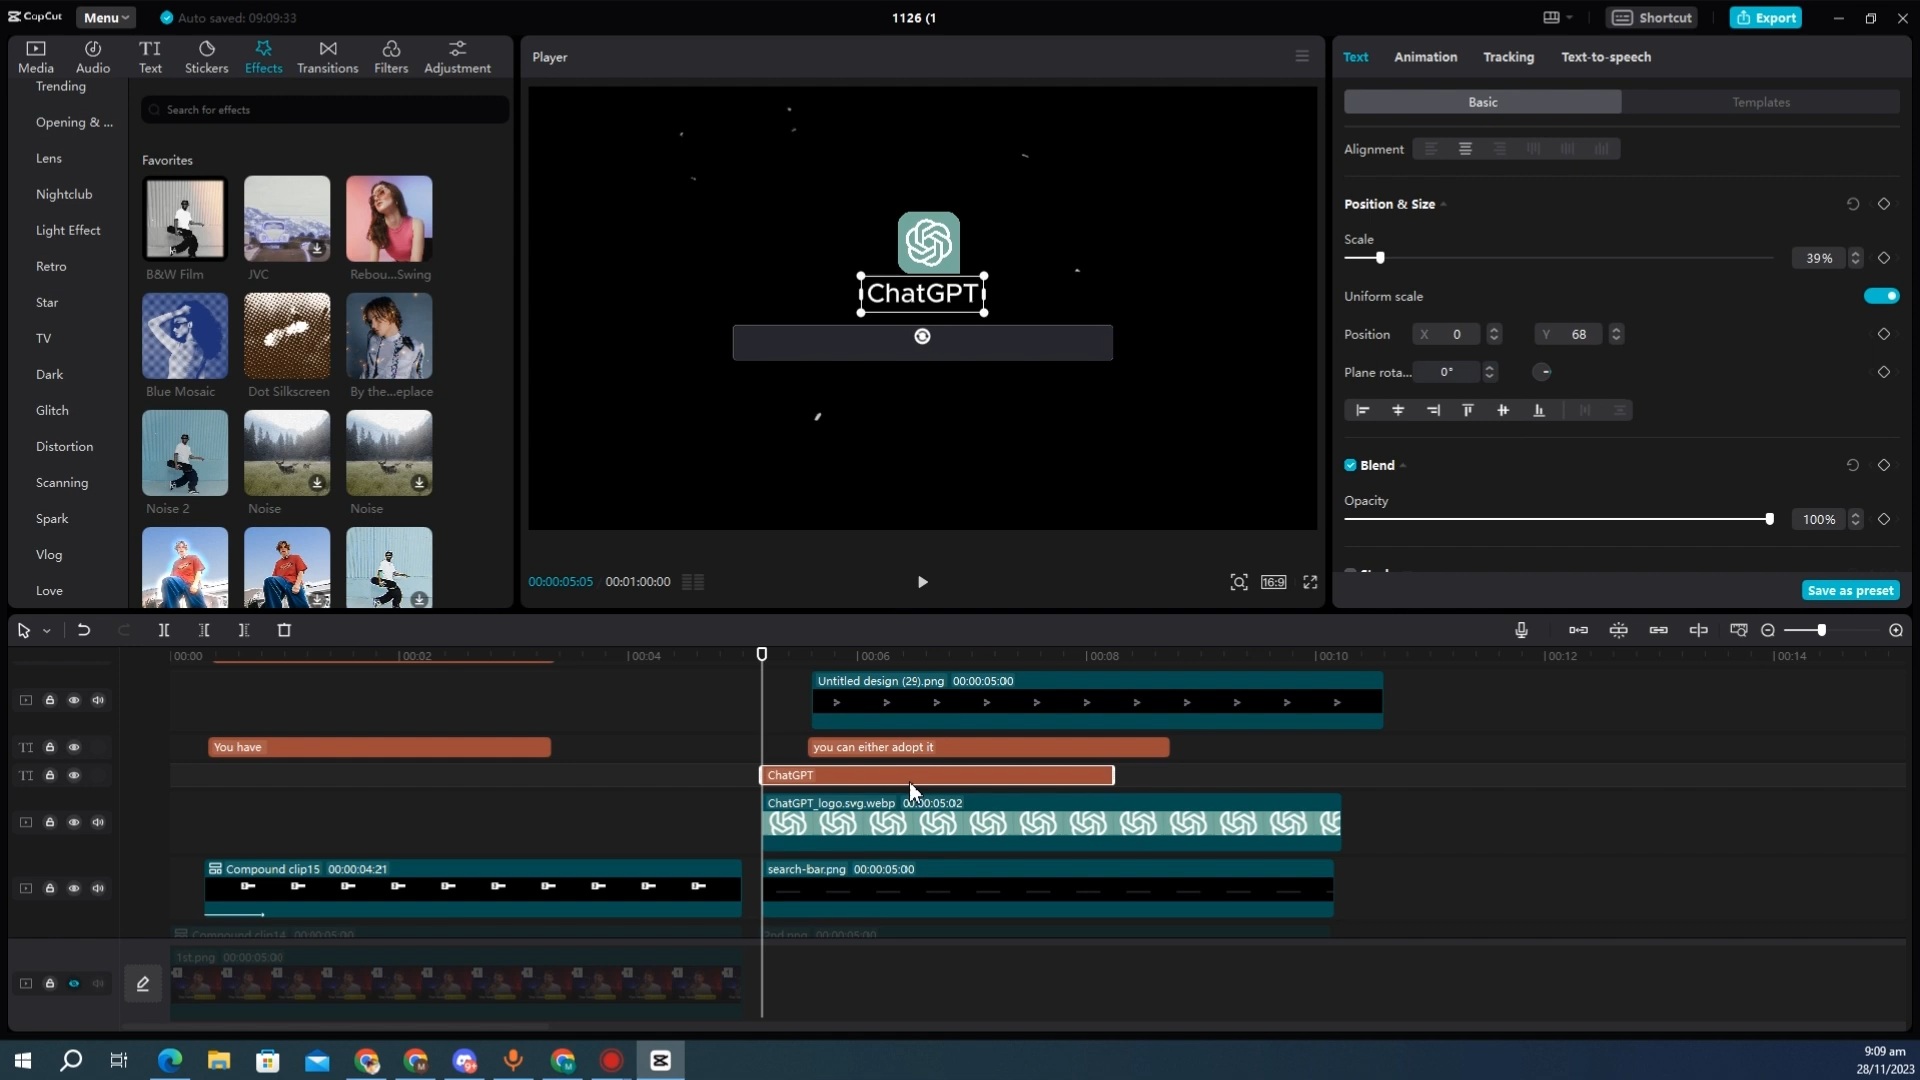 CapCut
Menu
Auto saved: 09:09:33
1126 (1
Shortcut
Export
Media
Audio
Text
Stickers
Effects
Transitions
Filters
Adjustment
Trending
Opening & ...
Lens
Nightclub
Light Effect
Retro
Star
TV
Dark
Glitch
Distortion
Scanning
Spark
Vlog
Love
Search for effects
Favorites
B&W Film
JVC
Rebou...Swing
Blue Mosaic
Dot Silkscreen
By the...eplace
Noise 2
Noise
Noise
Player
ChatGPT
00:00:05:05
00:01:00:00
16:9
Text
Animation
Tracking
Text-to-speech
Basic
Templates
Alignment
Position & Size
Scale
39%
Uniform scale
Position
X 0
Y 68
Plane rota...
0°
Blend
Opacity
100%
Save as preset
00:00
00:02
00:04
00:06
00:08
00:10
00:12
00:14
Untitled design (29).png 00:00:05:00
You have
you can either adopt it
ChatGPT
ChatGPT_logo.svg.webp 00:00:05:02
Compound clip15 00:00:04:21
search-bar.png 00:00:05:00
Compound clip14 00:00:05:00
2nd.png 00:00:05:00
1st.png 00:00:05:00
9:09 am
28/11/2023